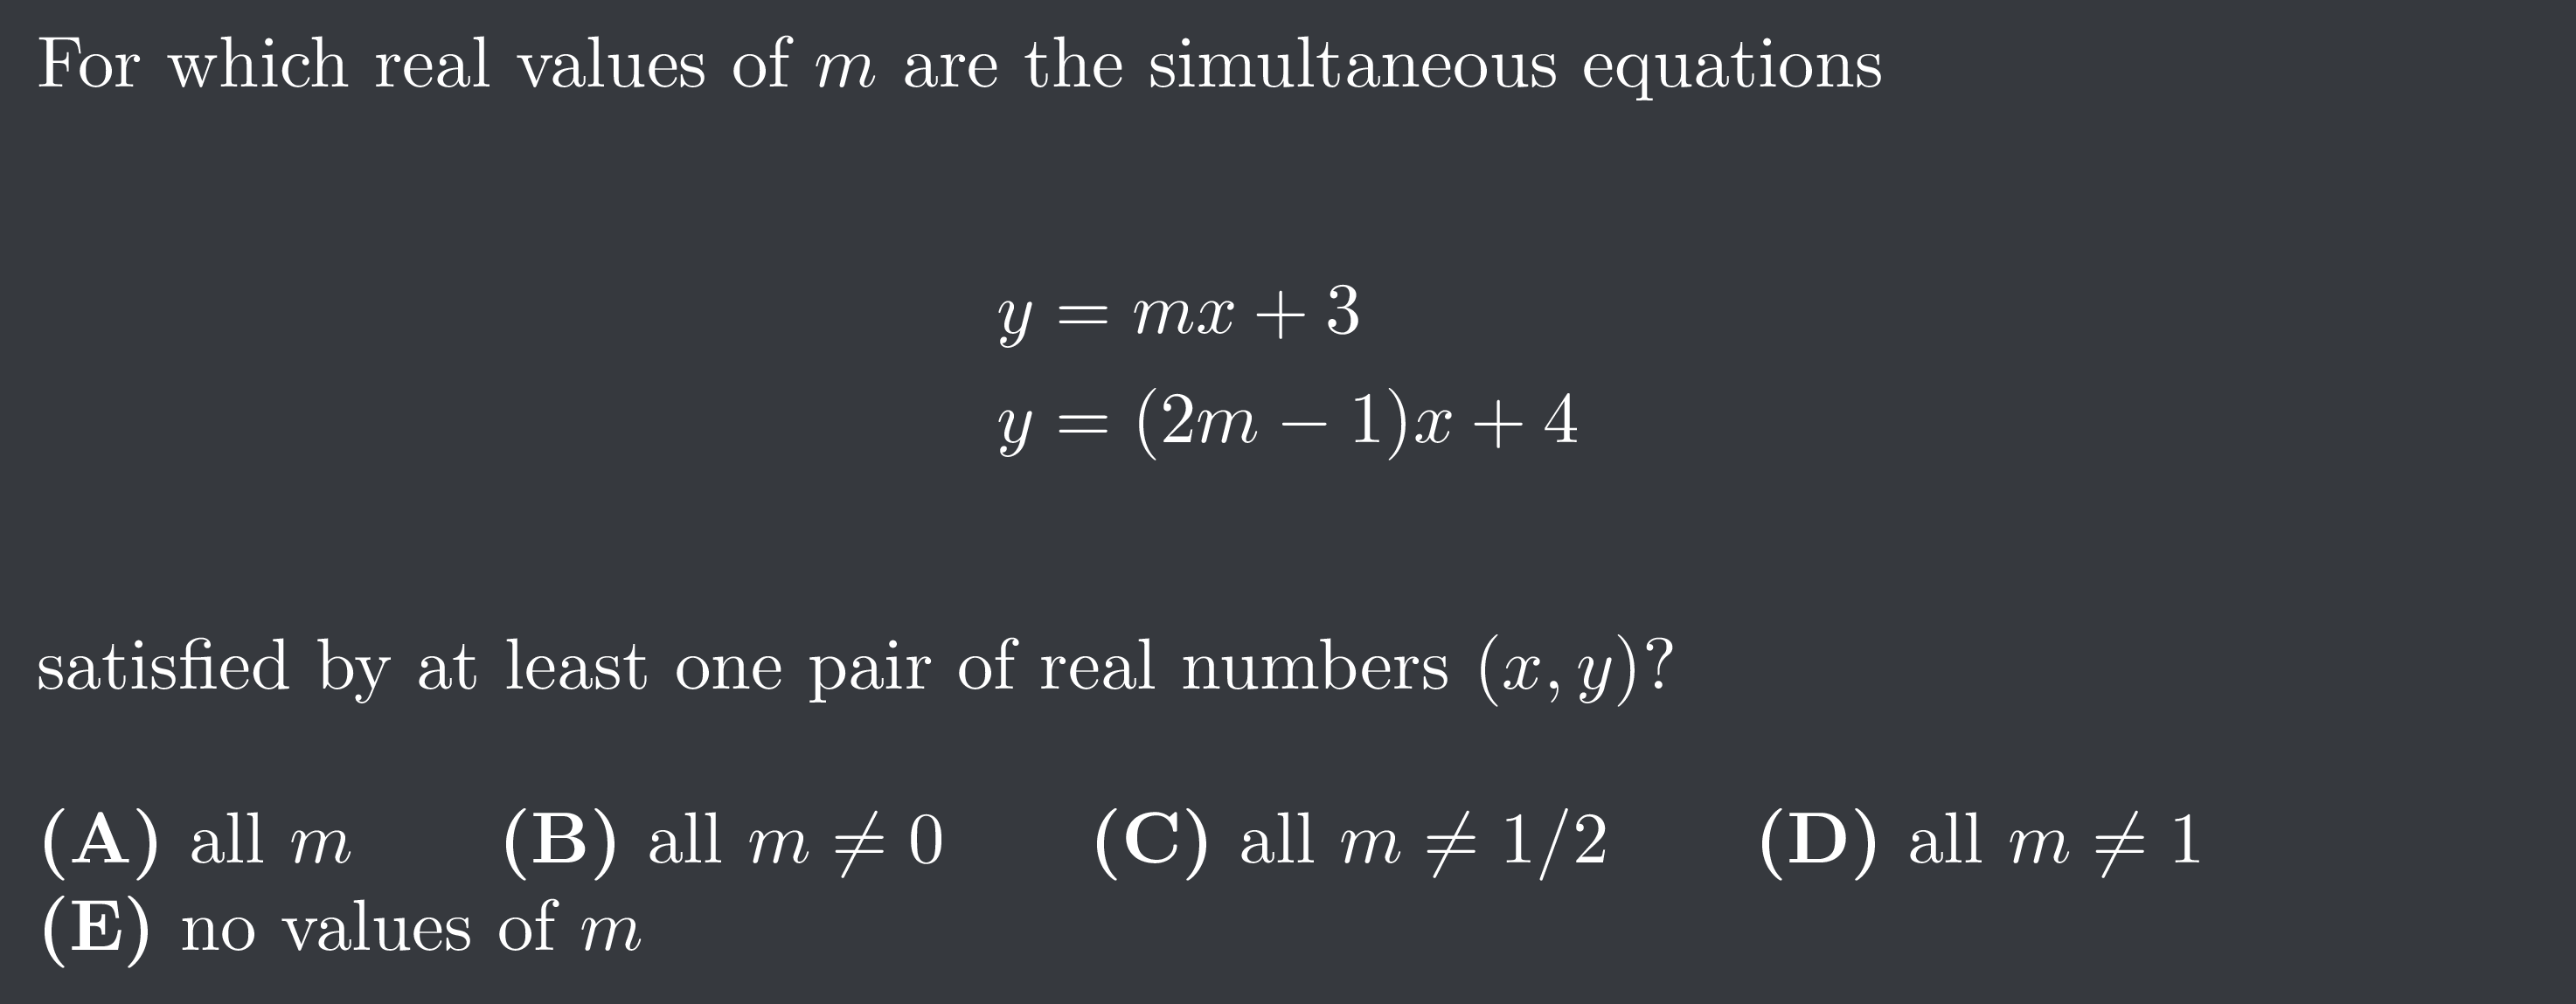 For which real values of m are the simultaneous equations
y = mx + 3
y = (2m − 1)x + 4
satisfied by at least one pair of real numbers (x, y)?
(A) all m (B) all m ≠ 0 (C) all m ≠ 1/2 (D) all m ≠ 1
(E) no values of m